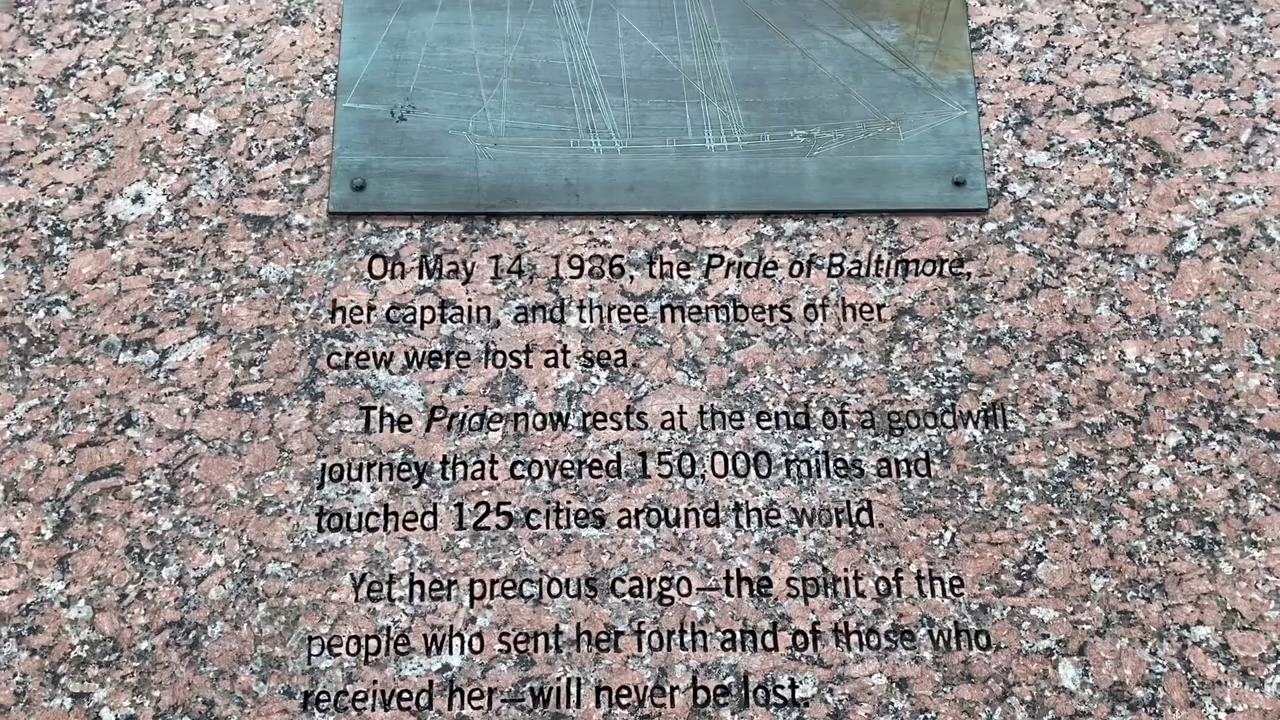 On May 14, 1986, the Pride of Baltimore,
her captain, and three members of her
crew were lost at sea.
The Pride now rests at the end of a goodwill
journey that covered 150,000 miles and
touched 125 cities around the world.
Yet her precious cargo—the spirit of the
people who sent her forth and of those who
received her—will never be lost.